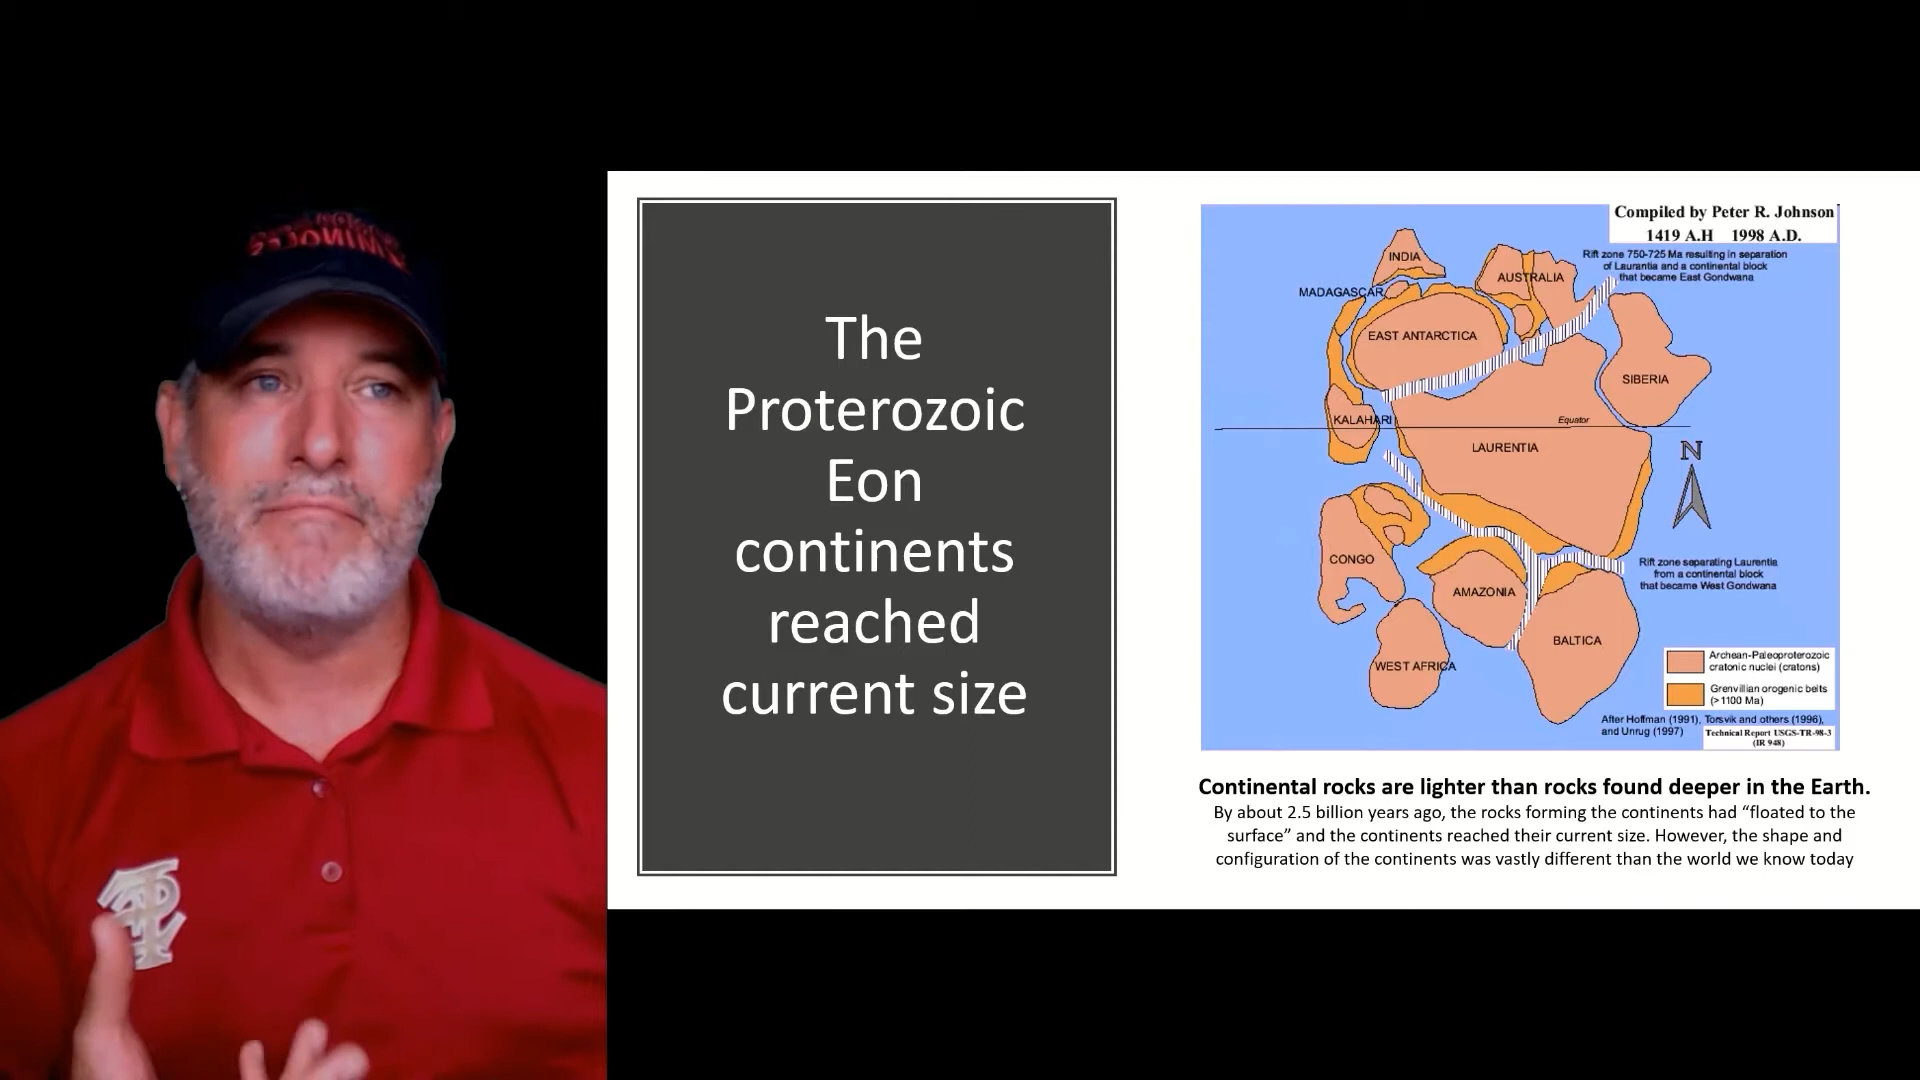 SEMINOLES
The
Proterozoic
Eon
continents
reached
current size
Compiled by Peter R. Johnson
1419 A.H 1998 A.D.
Rift zone 750-725 Ma resulting in separation
of Laurantia and a continental block
that became East Gondwana
INDIA
AUSTRALIA
MADAGASCAR
EAST ANTARCTICA
SIBERIA
KALAHARI
Equator
LAURENTIA
N
CONGO
AMAZONIA
Rift zone separating Laurentia
from a continental block
that became West Gondwana
BALTICA
WEST AFRICA
Archean-Paleoproterozoic
cratonic nuclei (cratons)
Grenvillian orogenic belts
(>1100 Ma)
After Hoffman (1991), Torsvik and others (1996),
and Unrug (1997)
Technical Report USGS-TR-98-3
(IR 948)
Continental rocks are lighter than rocks found deeper in the Earth.
By about 2.5 billion years ago, the rocks forming the continents had “floated to the
surface” and the continents reached their current size. However, the shape and
configuration of the continents was vastly different than the world we know today